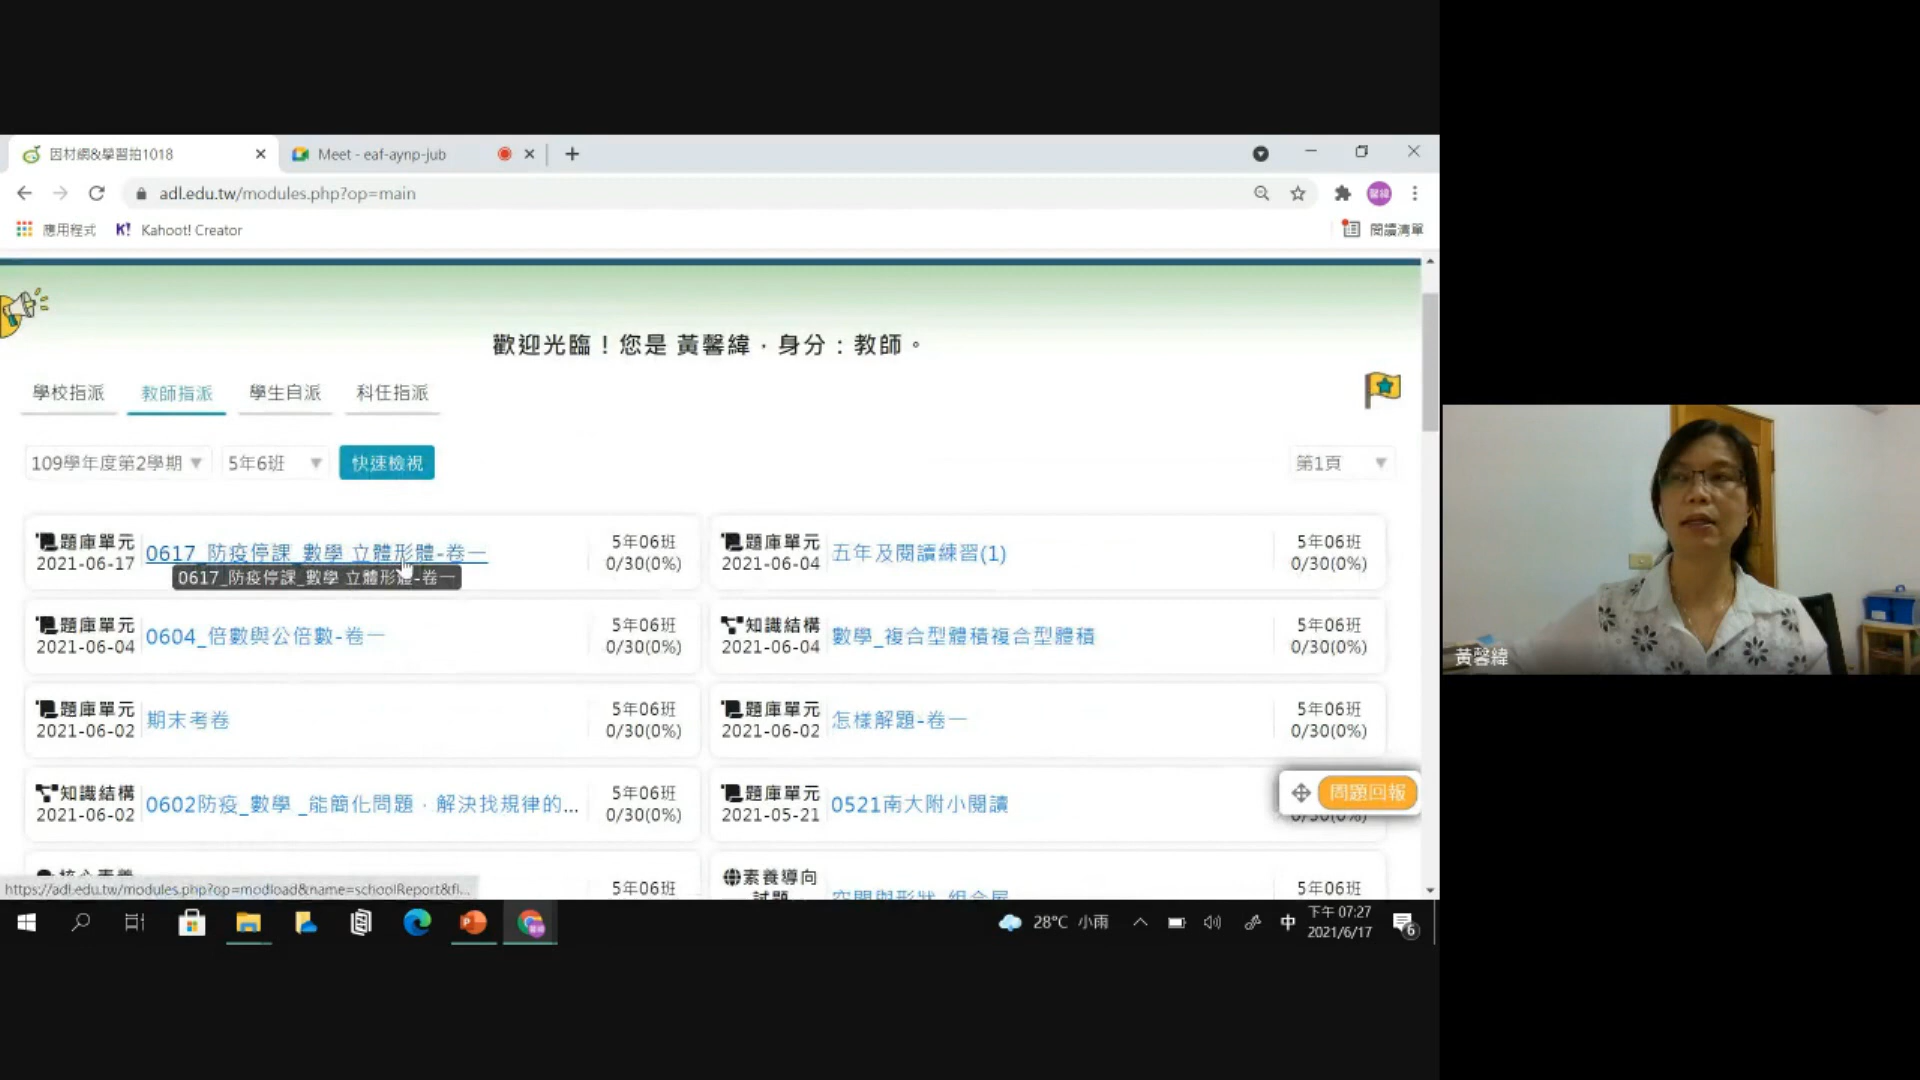 因材網&學習拍1018
Meet - eaf-aynp-jub
adl.edu.tw/modules.php?op=main
應用程式
K! Kahoot! Creator
閱讀清單
歡迎光臨！您是 黃馨緯，身分：教師。
學校指派 教師指派 學生自派 科任指派
109學年度第2學期 5年6班 快速檢視 第1頁
題庫單元 2021-06-17 0617_防疫停課_數學 立體形體-卷一 5年06班 0/30(0%)
0617_防疫停課_數學 立體形體-卷一
題庫單元 2021-06-04 五年及閱讀練習(1) 5年06班 0/30(0%)
題庫單元 2021-06-04 0604_倍數與公倍數-卷一 5年06班 0/30(0%)
知識結構 2021-06-04 數學_複合型體積複合型體積 5年06班 0/30(0%)
題庫單元 2021-06-02 期末考卷 5年06班 0/30(0%)
題庫單元 2021-06-02 怎樣解題-卷一 5年06班 0/30(0%)
知識結構 2021-06-02 0602防疫_數學 _能簡化問題，解決找規律的... 5年06班 0/30(0%)
題庫單元 2021-05-21 0521南大附小閱讀 5年06班 0/30(0%)
問題回報
5年06班
素養導向 5年06班
https://adl.edu.tw/modules.php?op=modload&name=schoolReport&fi...
28°C 小雨
中
下午 07:27
2021/6/17
6
黃馨緯